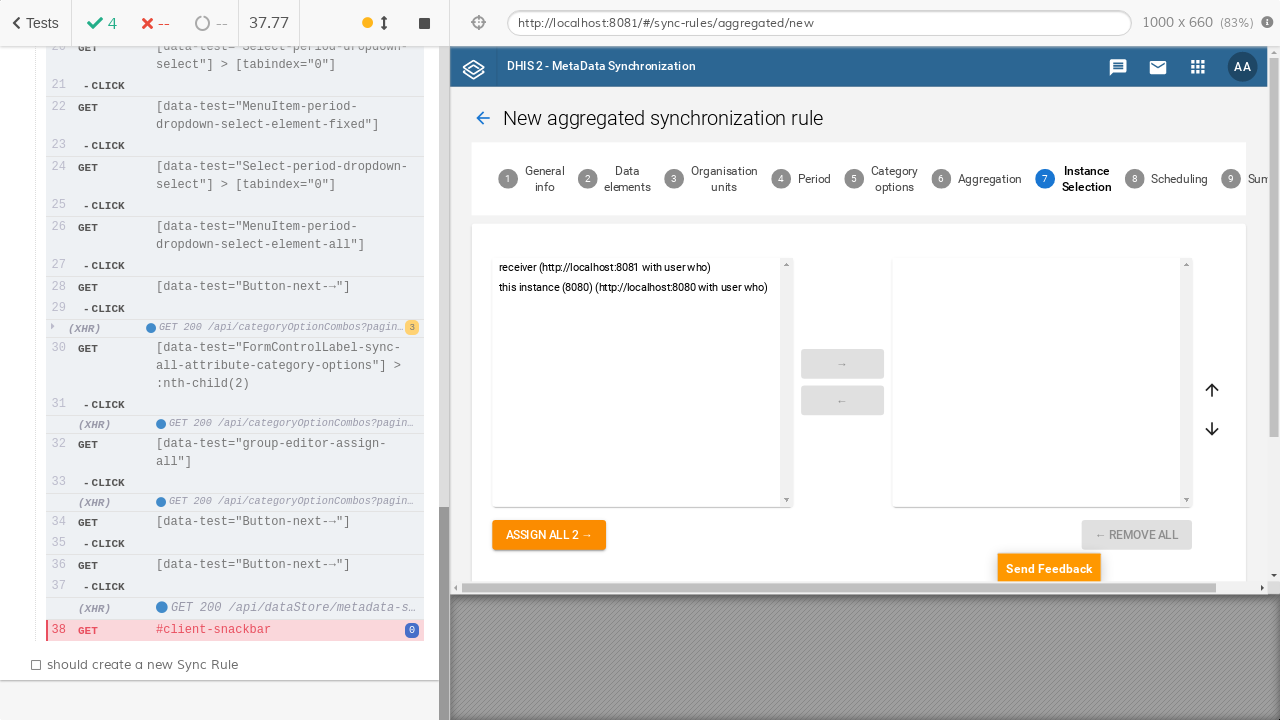 Tests
4
--
--
37.77
http://localhost:8081/#/sync-rules/aggregated/new
1000 x 660 (83%)
20 GET [data-test="Select-period-dropdown-
select"] > [tabindex="0"]
21 - CLICK
22 GET [data-test="MenuItem-period-
dropdown-select-element-fixed"]
23 - CLICK
24 GET [data-test="Select-period-dropdown-
select"] > [tabindex="0"]
25 - CLICK
26 GET [data-test="MenuItem-period-
dropdown-select-element-all"]
27 - CLICK
28 GET [data-test="Button-next-→"]
29 - CLICK
(XHR) GET 200 /api/categoryOptionCombos?pagin… 3
30 GET [data-test="FormControlLabel-sync-
all-attribute-category-options"] >
:nth-child(2)
31 - CLICK
(XHR) GET 200 /api/categoryOptionCombos?pagin…
32 GET [data-test="group-editor-assign-
all"]
33 - CLICK
(XHR) GET 200 /api/categoryOptionCombos?pagin…
34 GET [data-test="Button-next-→"]
35 - CLICK
36 GET [data-test="Button-next-→"]
37 - CLICK
(XHR) GET 200 /api/dataStore/metadata-s…
38 GET #client-snackbar 0
should create a new Sync Rule
DHIS 2 - MetaData Synchronization
AA
New aggregated synchronization rule
1 General
info
2 Data
elements
3 Organisation
units
4 Period
5 Category
options
6 Aggregation
7 Instance
Selection
8 Scheduling
9 Sum
receiver (http://localhost:8081 with user who)
this instance (8080) (http://localhost:8080 with user who)
→
←
ASSIGN ALL 2 →
← REMOVE ALL
Send Feedback